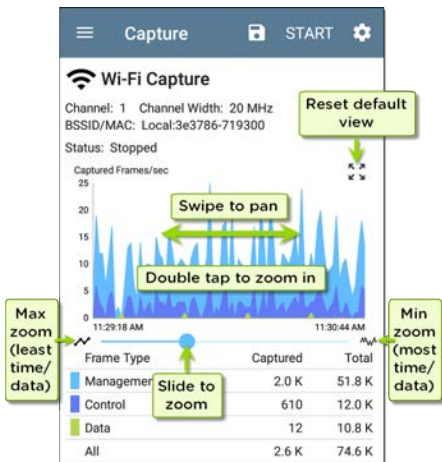 Capture
START
Wi-Fi Capture
Channel: 1 Channel Width: 20 MHz
BSSID/MAC: Local:3e3786-719300
Status: Stopped
Reset default
view
Captured Frames/sec
25
20
15
10
5
0
Swipe to pan
Double tap to zoom in
11:29:18 AM
11:30:44 AM
Max
zoom
(least
time/
data)
Min
zoom
(most
time/
data)
Slide to
zoom
Frame Type Captured Total
Managemen 2.0 K 51.8 K
Control 610 12.0 K
Data 12 10.8 K
All 2.6 K 74.6 K